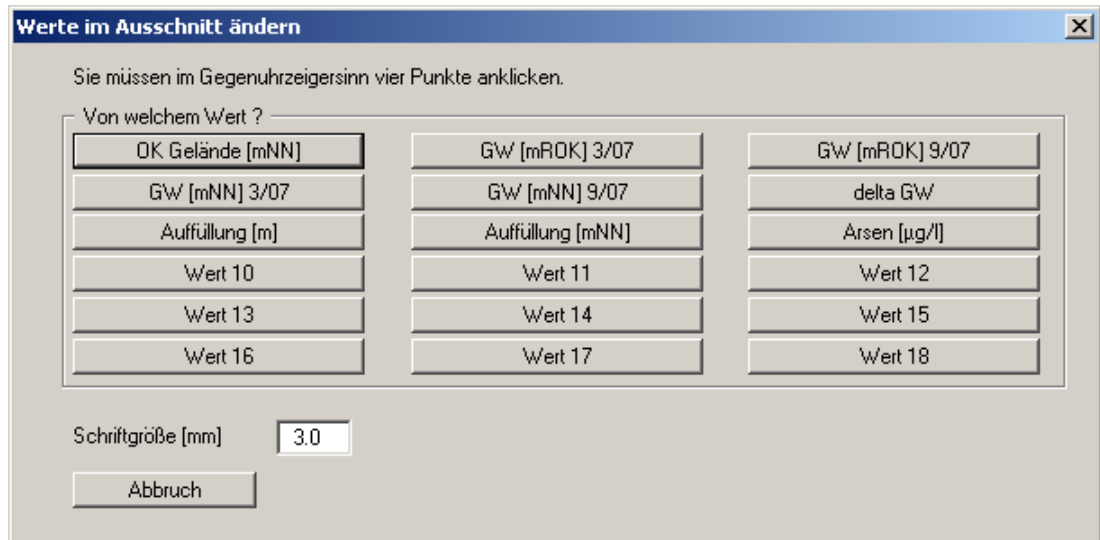 Werte im Ausschnitt ändern
Sie müssen im Gegenuhrzeigersinn vier Punkte anklicken.
Von welchem Wert ?
OK Gelände [mNN] GW [mROK] 3/07 GW [mROK] 9/07
GW [mNN] 3/07 GW [mNN] 9/07 delta GW
Auffüllung [m] Auffüllung [mNN] Arsen [µg/l]
Wert 10 Wert 11 Wert 12
Wert 13 Wert 14 Wert 15
Wert 16 Wert 17 Wert 18
Schriftgröße [mm] 3.0
Abbruch